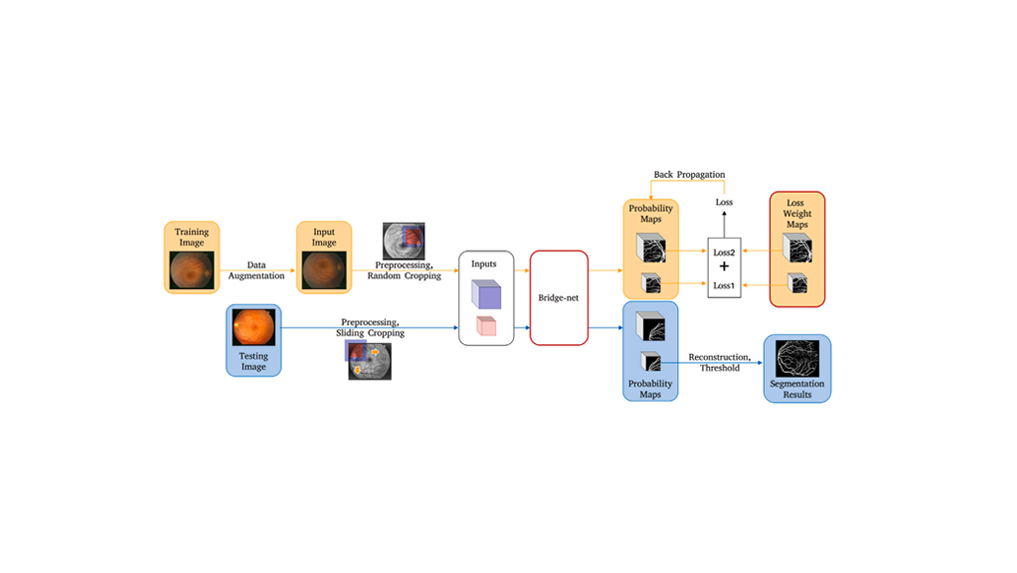 Training
Image
Data
Augmentation
Input
Image
Preprocessing,
Random Cropping
Testing
Image
Preprocessing,
Sliding Cropping
Inputs
Bridge-net
Back Propagation
Probability
Maps
Loss
Loss2
+
Loss1
Loss
Weight
Maps
Probability
Maps
Reconstruction,
Threshold
Segmentation
Results